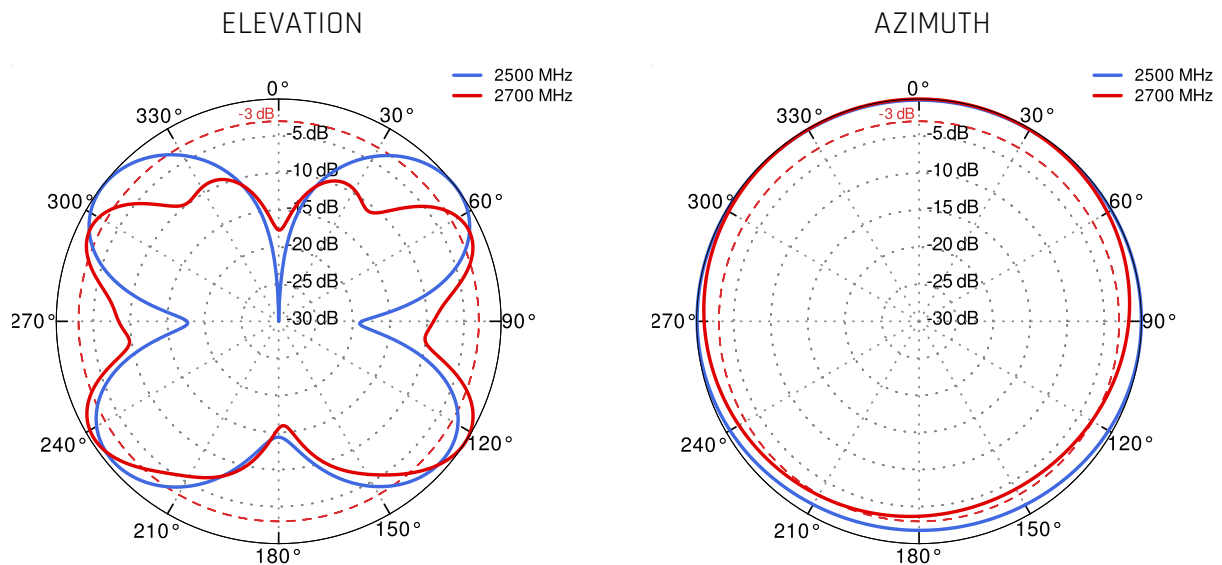 ELEVATION
2500 MHz
2700 MHz
0°
330°
-3 dB
30°
-5 dB
-10 dB
300°
60°
-15 dB
-20 dB
-25 dB
270°
-30 dB
90°
240°
120°
210°
150°
180°
AZIMUTH
2500 MHz
2700 MHz
0°
330°
-3 dB
30°
-5 dB
-10 dB
300°
60°
-15 dB
-20 dB
-25 dB
270°
-30 dB
90°
240°
120°
210°
150°
180°